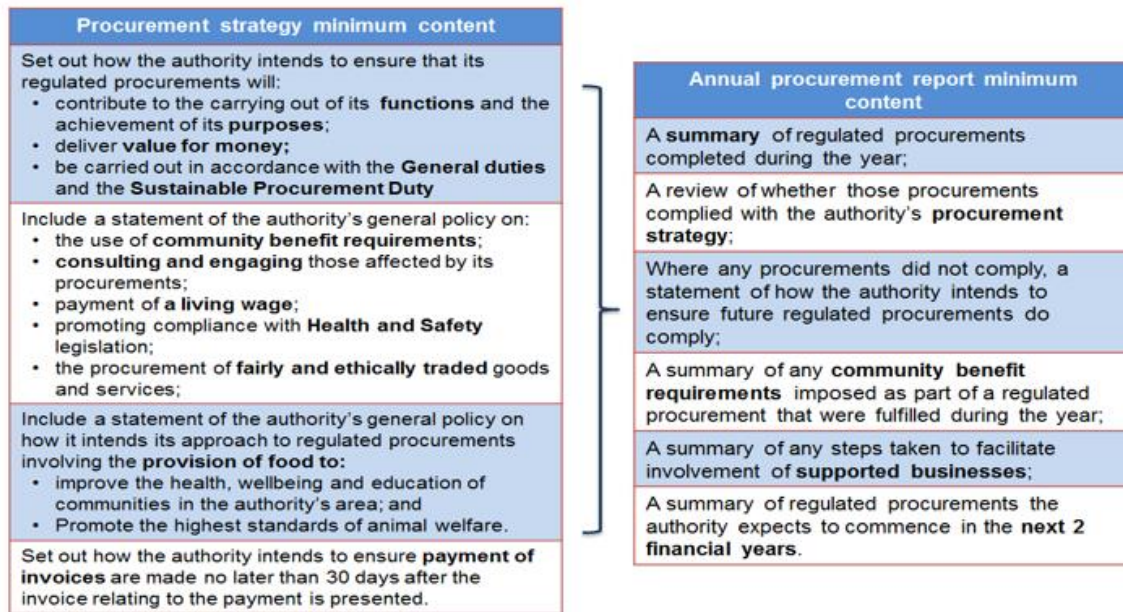 Procurement strategy minimum content
Set out how the authority intends to ensure that its
regulated procurements will:
• contribute to the carrying out of its functions and the
achievement of its purposes;
• deliver value for money;
• be carried out in accordance with the General duties
and the Sustainable Procurement Duty
Include a statement of the authority's general policy on:
• the use of community benefit requirements;
• consulting and engaging those affected by its
procurements;
• payment of a living wage;
• promoting compliance with Health and Safety
legislation;
• the procurement of fairly and ethically traded goods
and services;
Include a statement of the authority's general policy on
how it intends its approach to regulated procurements
involving the provision of food to:
• improve the health, wellbeing and education of
communities in the authority's area; and
• Promote the highest standards of animal welfare.
Set out how the authority intends to ensure payment of
invoices are made no later than 30 days after the
invoice relating to the payment is presented.
Annual procurement report minimum
content
A summary of regulated procurements
completed during the year;
A review of whether those procurements
complied with the authority's procurement
strategy;
Where any procurements did not comply, a
statement of how the authority intends to
ensure future regulated procurements do
comply;
A summary of any community benefit
requirements imposed as part of a regulated
procurement that were fulfilled during the year;
A summary of any steps taken to facilitate
involvement of supported businesses;
A summary of regulated procurements the
authority expects to commence in the next 2
financial years.